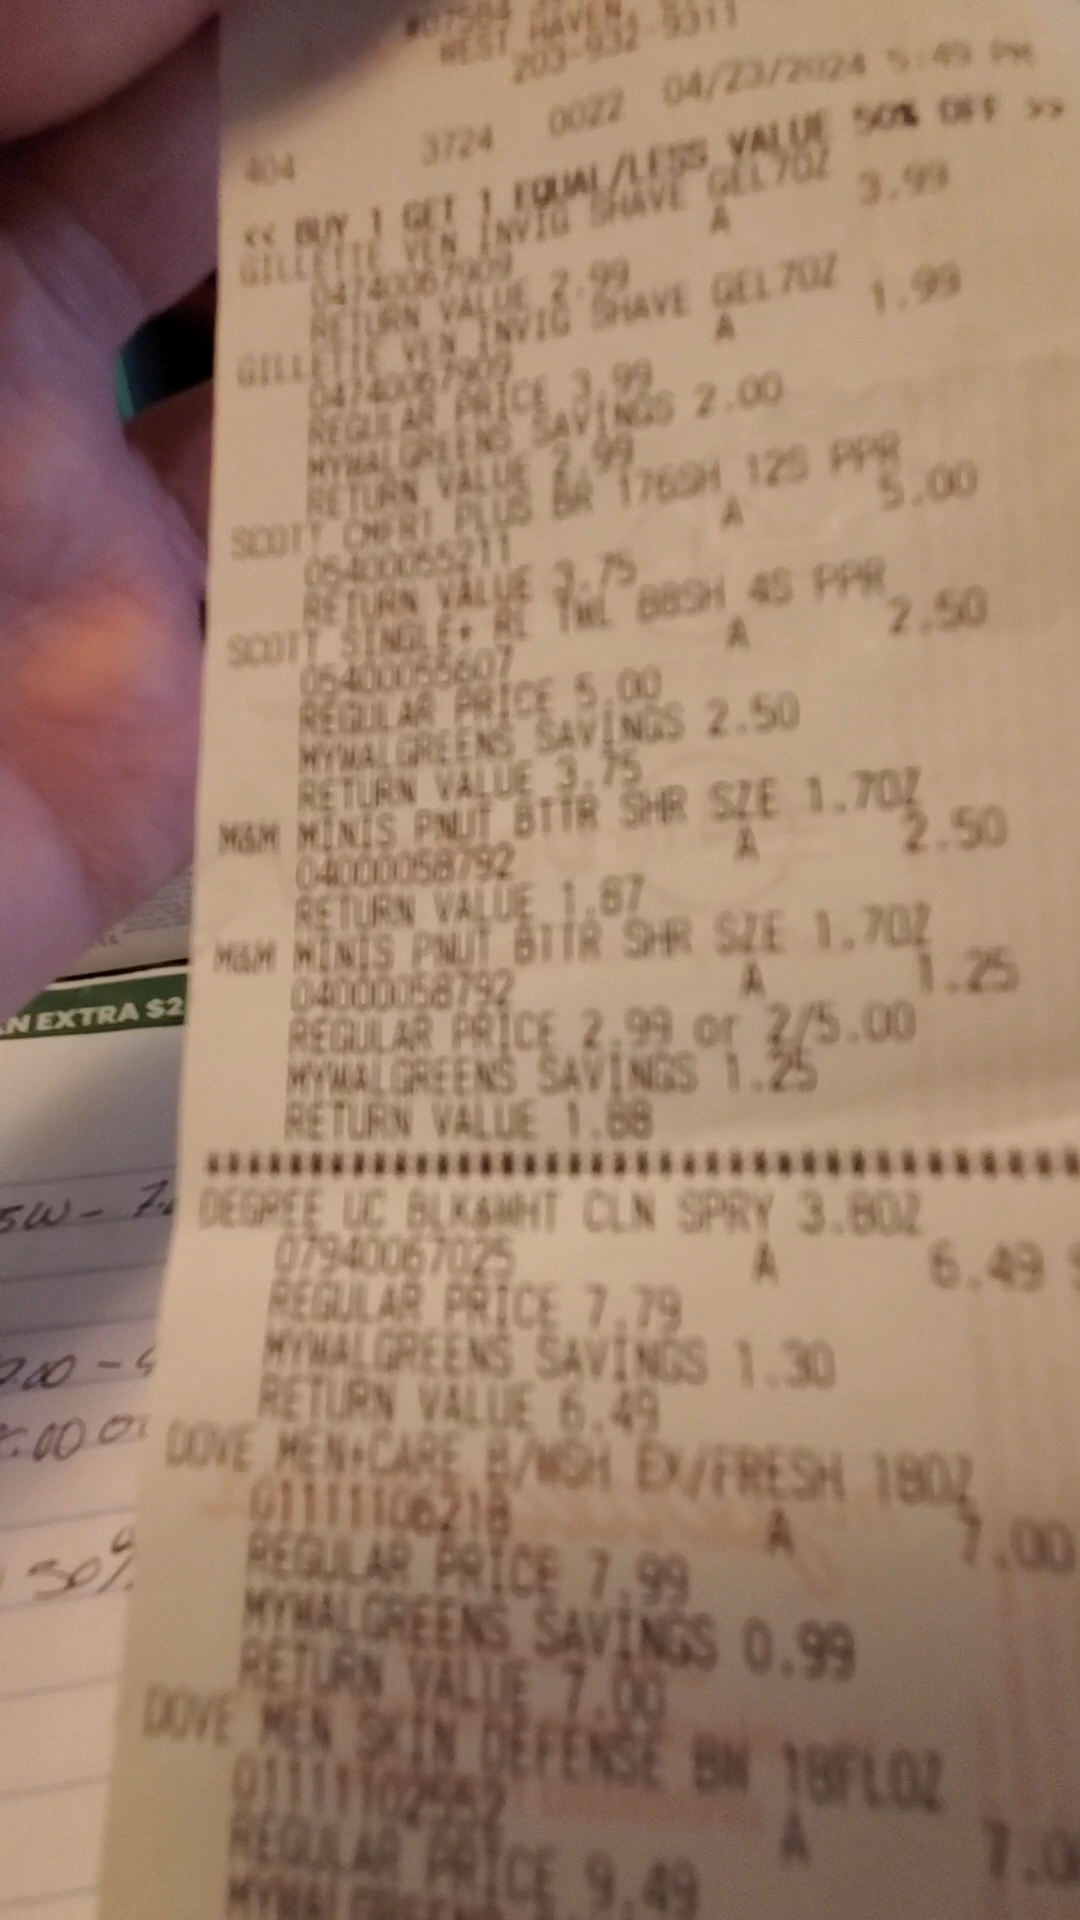 WEST HAVEN
203-932-9311
404 3724 0022 04/23/2024 5:49 PM
<< BUY 1 GET 1 EQUAL/LESS VALUE 50% OFF >>
GILLETTE VEN INVIG SHAVE GEL7OZ
04740067909 A 3.99
RETURN VALUE 2.99
GILLETTE VEN INVIG SHAVE GEL7OZ
04740067909 A 1.99
REGULAR PRICE 3.99
MYWALGREENS SAVINGS 2.00
RETURN VALUE 2.99
SCOTT CMFRT PLUS BA 176SH 12S PPR
05400055211 A 5.00
RETURN VALUE 3.75
SCOTT SINGLE+ RL TWL 88SH 4S PPR
05400055607 A 2.50
REGULAR PRICE 5.00
MYWALGREENS SAVINGS 2.50
RETURN VALUE 3.75
M&M MINIS PNUT BTTR SHR SZE 1.7OZ
04000058792 A 2.50
RETURN VALUE 1.87
M&M MINIS PNUT BTTR SHR SZE 1.7OZ
04000058792 A 1.25
REGULAR PRICE 2.99 or 2/5.00
MYWALGREENS SAVINGS 1.25
RETURN VALUE 1.88
DEGREE UC BLK&WHT CLN SPRY 3.8OZ
07940067025 A 6.49
REGULAR PRICE 7.79
MYWALGREENS SAVINGS 1.30
RETURN VALUE 6.49
DOVE MEN+CARE B/WSH EX/FRESH 18OZ
01111106218 A 7.00
REGULAR PRICE 7.99
MYWALGREENS SAVINGS 0.99
RETURN VALUE 7.00
DOVE MEN SKIN DEFENSE BW 18FLOZ
A 7.0
REGULAR PRICE 9.49
MYWALGREENS
N EXTRA $2
50%